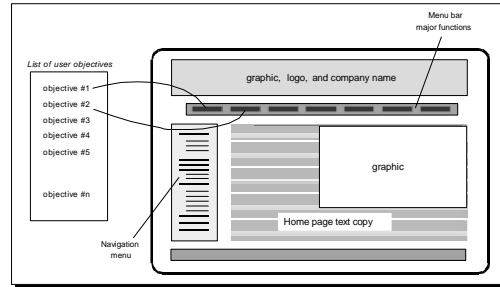 Menu bar
major functions
List of user objectives
objective #1
objective #2
objective #3
objective #4
objective #5
objective #n
graphic, logo, and company name
graphic
Home page text copy
Navigation
menu